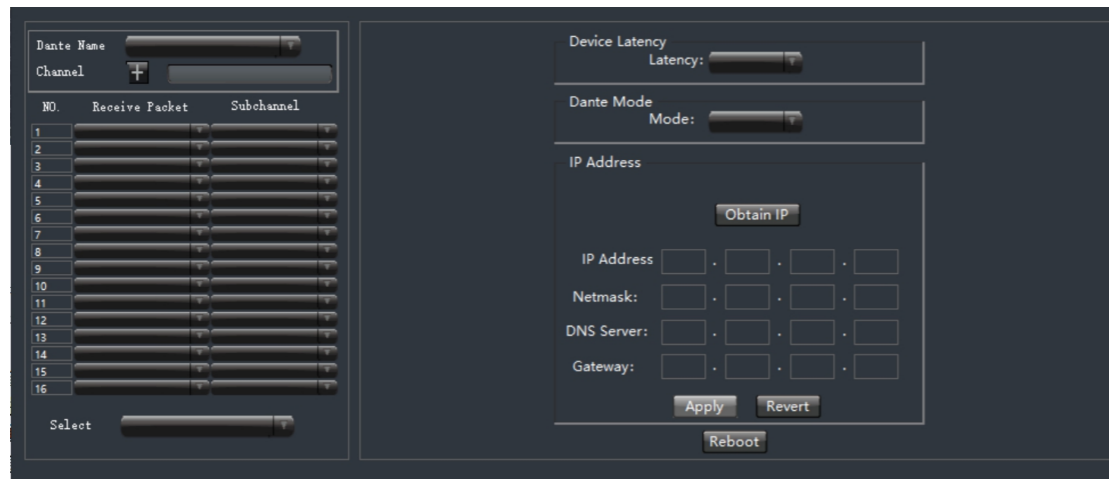 Dante Name
Channel +
NO. Receive Packet Subchannel
1
2
3
4
5
6
7
8
9
10
11
12
13
14
15
16
Select
Device Latency
Latency:
Dante Mode
Mode:
IP Address
Obtain IP
IP Address . . .
Netmask: . . .
DNS Server: . . .
Gateway: . . .
Apply Revert
Reboot